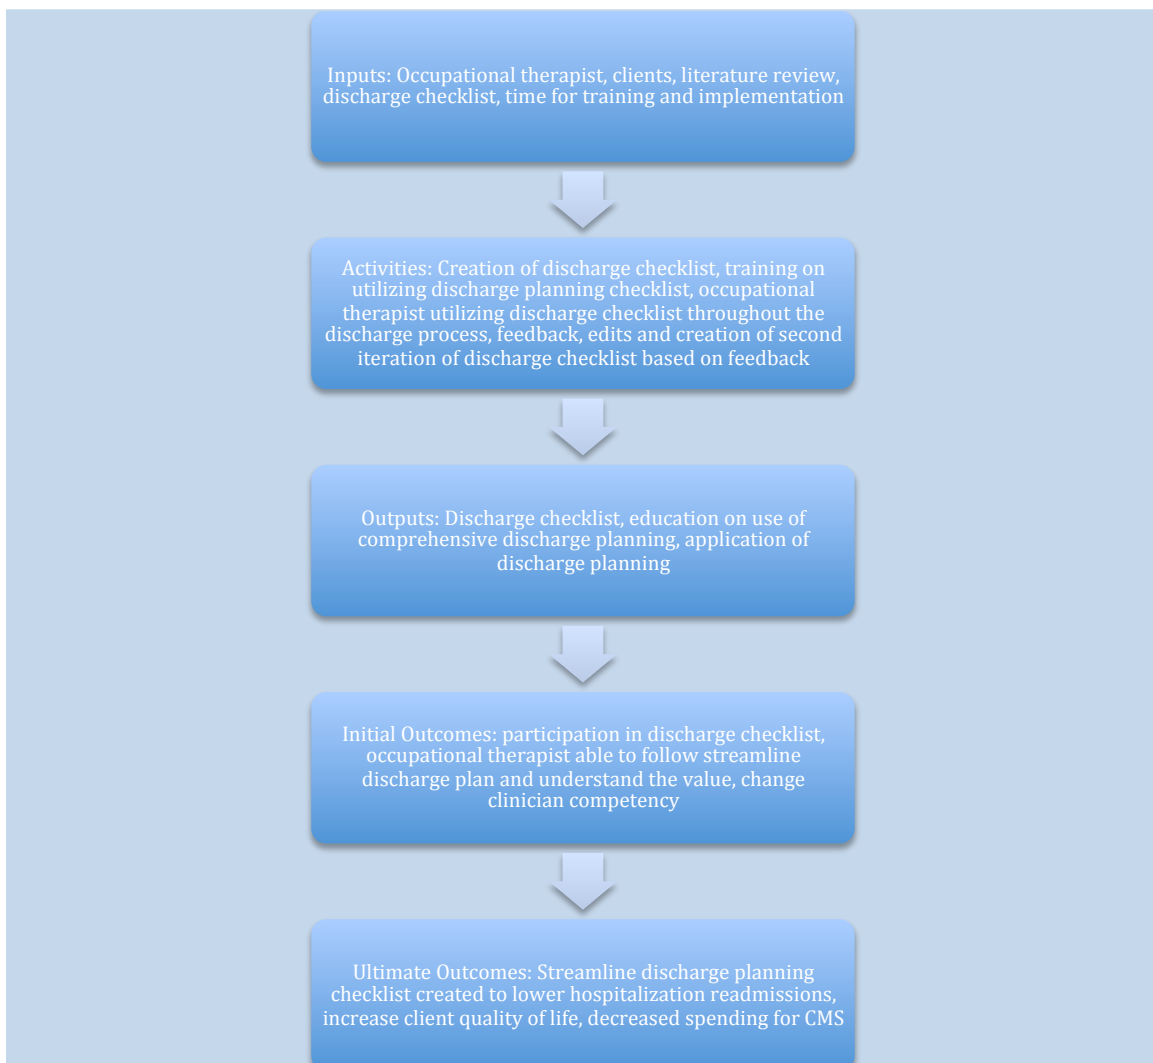 Inputs: Occupational therapist, clients, literature review,
discharge checklist, time for training and implementation
Activities: Creation of discharge checklist, training on
utilizing discharge planning checklist, occupational
therapist utilizing discharge checklist throughout the
discharge process, feedback, edits and creation of second
iteration of discharge checklist based on feedback
Outputs: Discharge checklist, education on use of
comprehensive discharge planning, application of
discharge planning
Initial Outcomes: participation in discharge checklist,
occupational therapist able to follow streamline
discharge plan and understand the value, change
clinician competency
Ultimate Outcomes: Streamline discharge planning
checklist created to lower hospitalization readmissions,
increase client quality of life, decreased spending for CMS